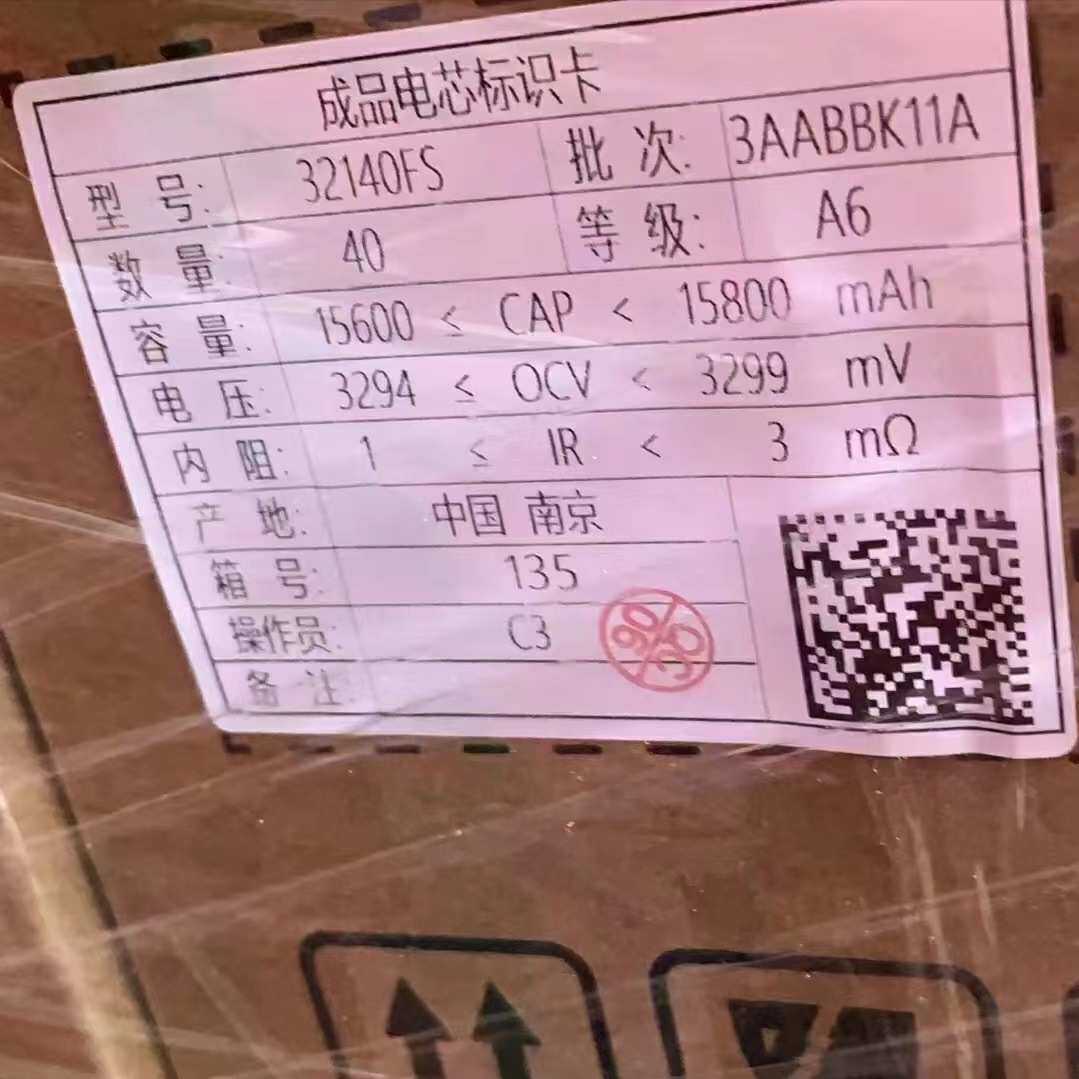 成品电芯标识卡
型 号: 32140FS 批 次: 3AABBK11A
数 量: 40 等 级: A6
容 量: 15600 ≤ CAP < 15800 mAh
电 压: 3294 ≤ OCV < 3299 mV
内 阻: 1 ≤ IR < 3 mΩ
产 地: 中国 南京
箱 号: 135
操作员: C3
备 注: